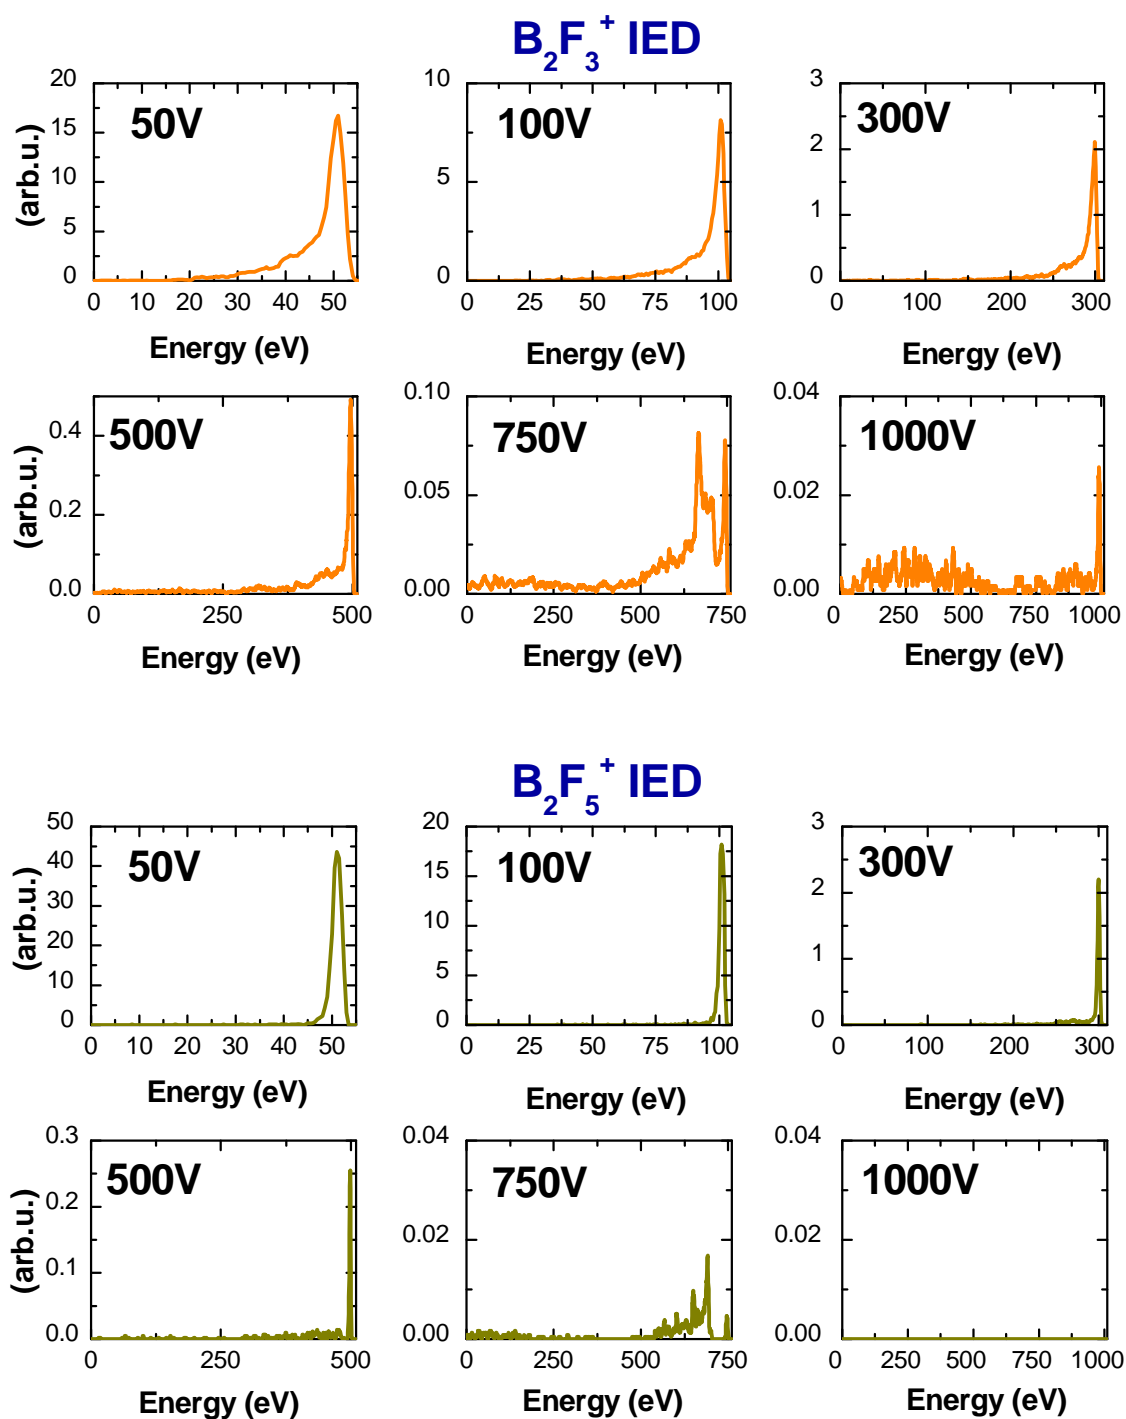 B₂F₃⁺ IED
20 15 10 5 0
(arb.u.)
50V
0 10 20 30 40 50
Energy (eV)
10 5 0
100V
0 25 50 75 100
Energy (eV)
3 2 1 0
300V
0 100 200 300
Energy (eV)
0.4 0.2 0.0
(arb.u.)
500V
0 250 500
Energy (eV)
0.10 0.05 0.00
750V
0 250 500 750
Energy (eV)
0.04 0.02 0.00
1000V
0 250 500 750 1000
Energy (eV)
B₂F₅⁺ IED
50 40 30 20 10 0
(arb.u.)
50V
0 10 20 30 40 50
Energy (eV)
20 15 10 5 0
100V
0 25 50 75 100
Energy (eV)
3 2 1 0
300V
0 100 200 300
Energy (eV)
0.3 0.2 0.1 0.0
(arb.u.)
500V
0 250 500
Energy (eV)
0.04 0.02 0.00
750V
0 250 500 750
Energy (eV)
0.04 0.02 0.00
1000V
0 250 500 750 1000
Energy (eV)